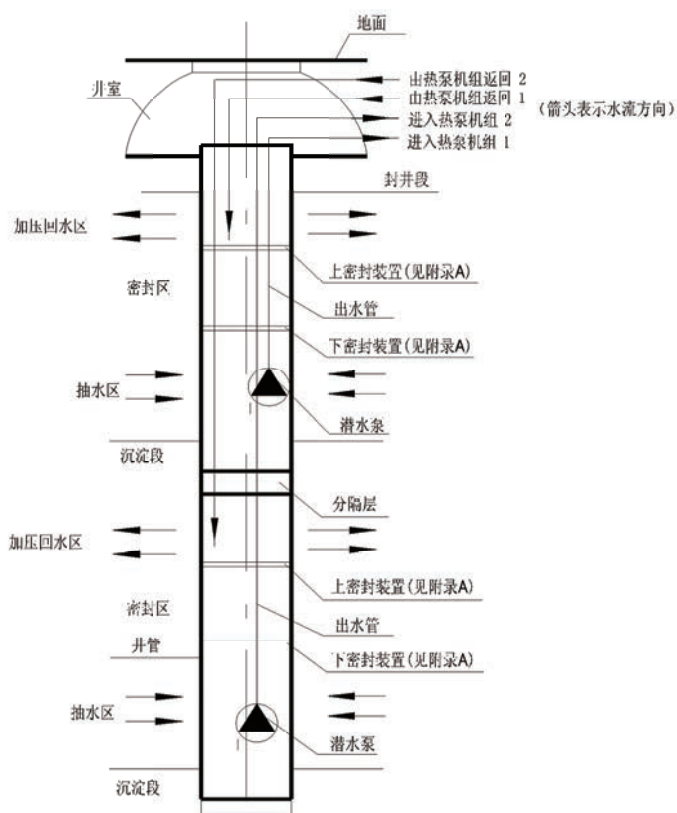 地面
井室
由热泵机组返回 2
由热泵机组返回 1
进入热泵机组 2
进入热泵机组 1
(箭头表示水流方向)
封井段
加压回水区
上密封装置(见附录A)
密封区
出水管
下密封装置(见附录A)
抽水区
潜水泵
沉淀段
分隔层
加压回水区
上密封装置(见附录A)
密封区
出水管
井管
下密封装置(见附录A)
抽水区
潜水泵
沉淀段